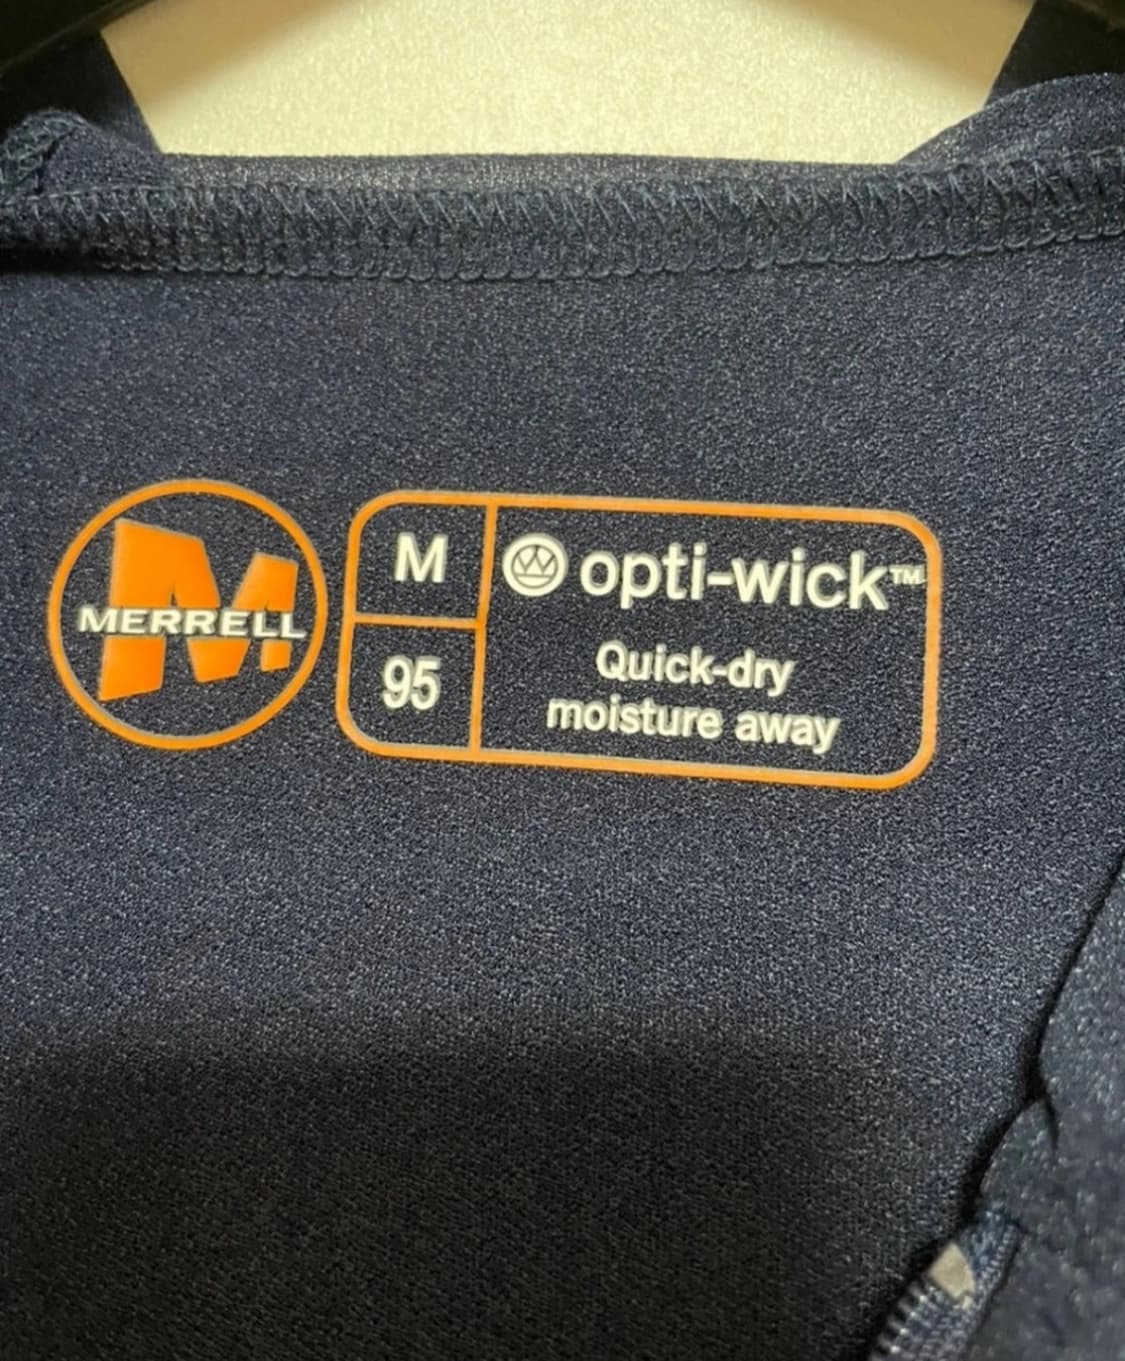 MERRELL
M
95
opti-wick™
Quick-dry
moisture away